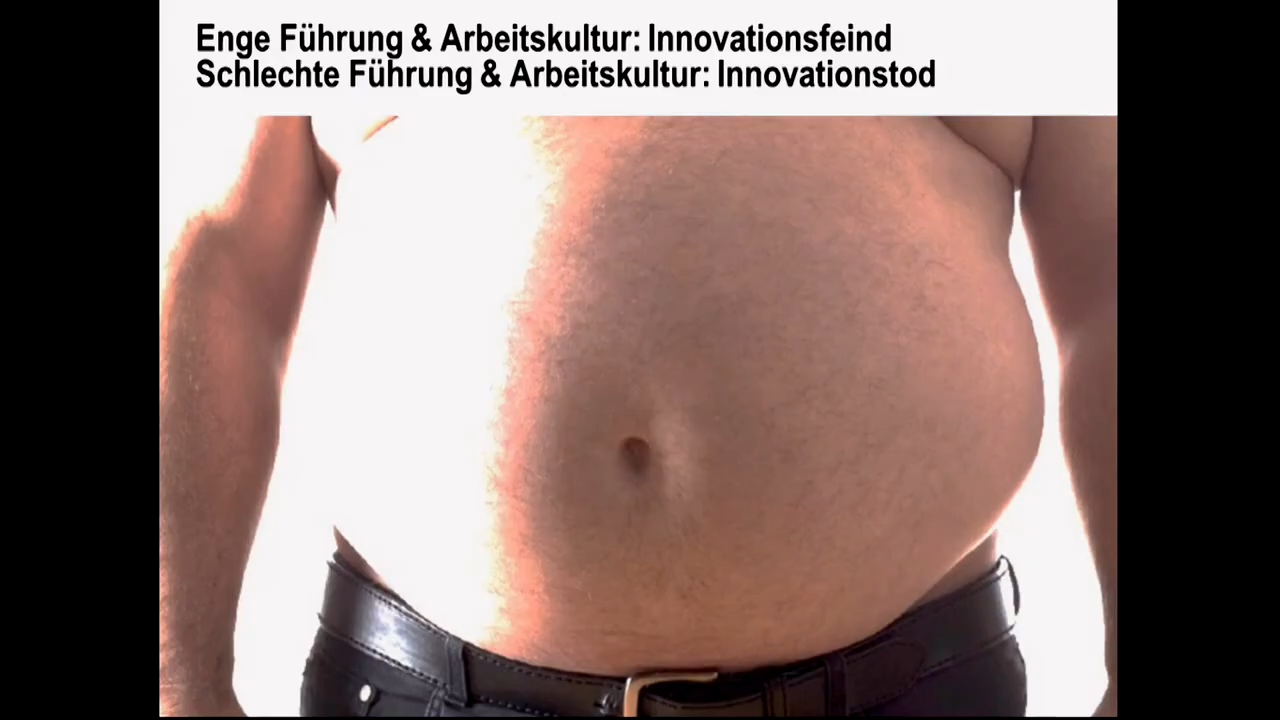 Enge Führung & Arbeitskultur: Innovationsfeind
Schlechte Führung & Arbeitskultur: Innovationstod